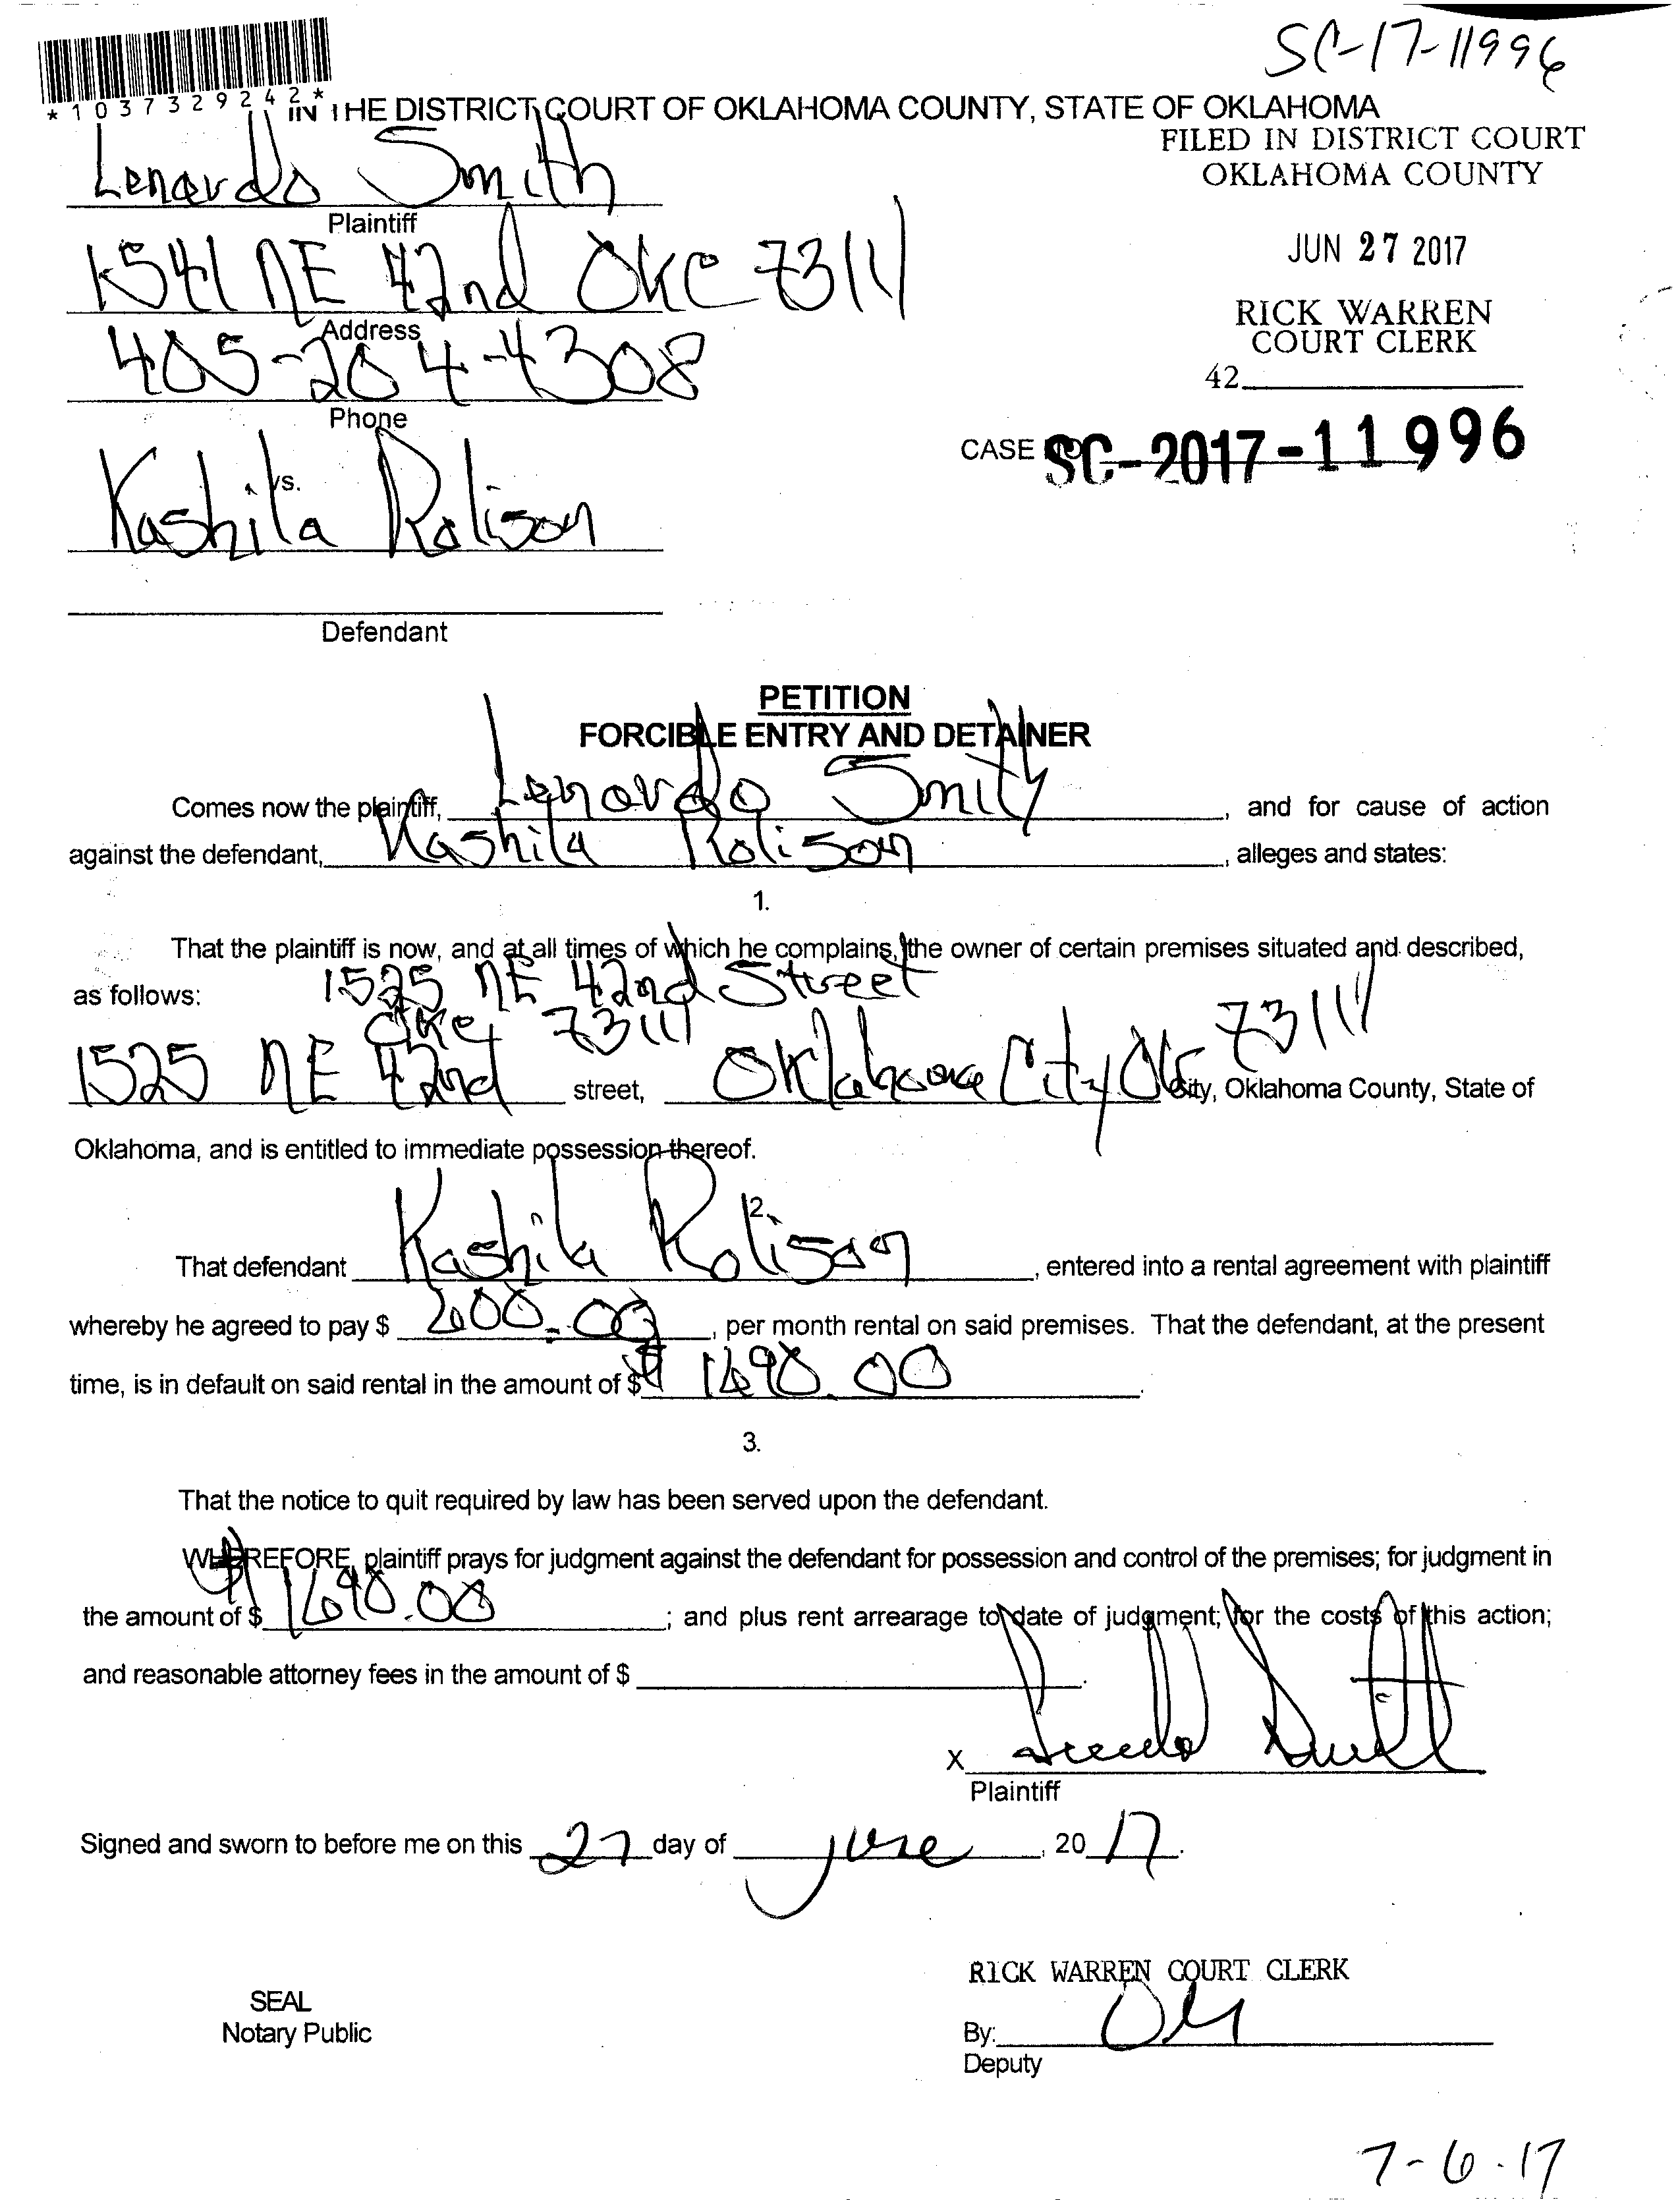 SC-17-11996
*1037329242*
IN THE DISTRICT COURT OF OKLAHOMA COUNTY, STATE OF OKLAHOMA
FILED IN DISTRICT COURT
OKLAHOMA COUNTY
Lenardo Smith
Plaintiff
JUN 27 2017
1541 NE 42nd OKC 73111
RICK WARREN
COURT CLERK
Address
405-204-4308
42
Phone
CASE NO SC-2017-11996
vs.
Kashila Rolison
Defendant
PETITION
FORCIBLE ENTRY AND DETAINER
Comes now the plaintiff, Lenardo Smith, and for cause of action
against the defendant, Kashila Rolison, alleges and states:
1.
That the plaintiff is now, and at all times of which he complains, the owner of certain premises situated and described,
as follows: 1525 NE 42nd Street
OKC 73111
1525 NE 42nd street, Oklahoma City Ok 73111 City, Oklahoma County, State of
Oklahoma, and is entitled to immediate possession thereof.
2.
That defendant Kashila Rolison, entered into a rental agreement with plaintiff
whereby he agreed to pay $ 600.00, per month rental on said premises. That the defendant, at the present
time, is in default on said rental in the amount of $ $1690.00.
3.
That the notice to quit required by law has been served upon the defendant.
WHEREFORE, plaintiff prays for judgment against the defendant for possession and control of the premises; for judgment in
the amount of $ $1690.00; and plus rent arrearage to date of judgment; for the costs of this action;
and reasonable attorney fees in the amount of $ .
X Lenardo Smith
Plaintiff
Signed and sworn to before me on this 27 day of June, 2017.
RICK WARREN COURT CLERK
SEAL
Notary Public
By:
Deputy
7-6-17